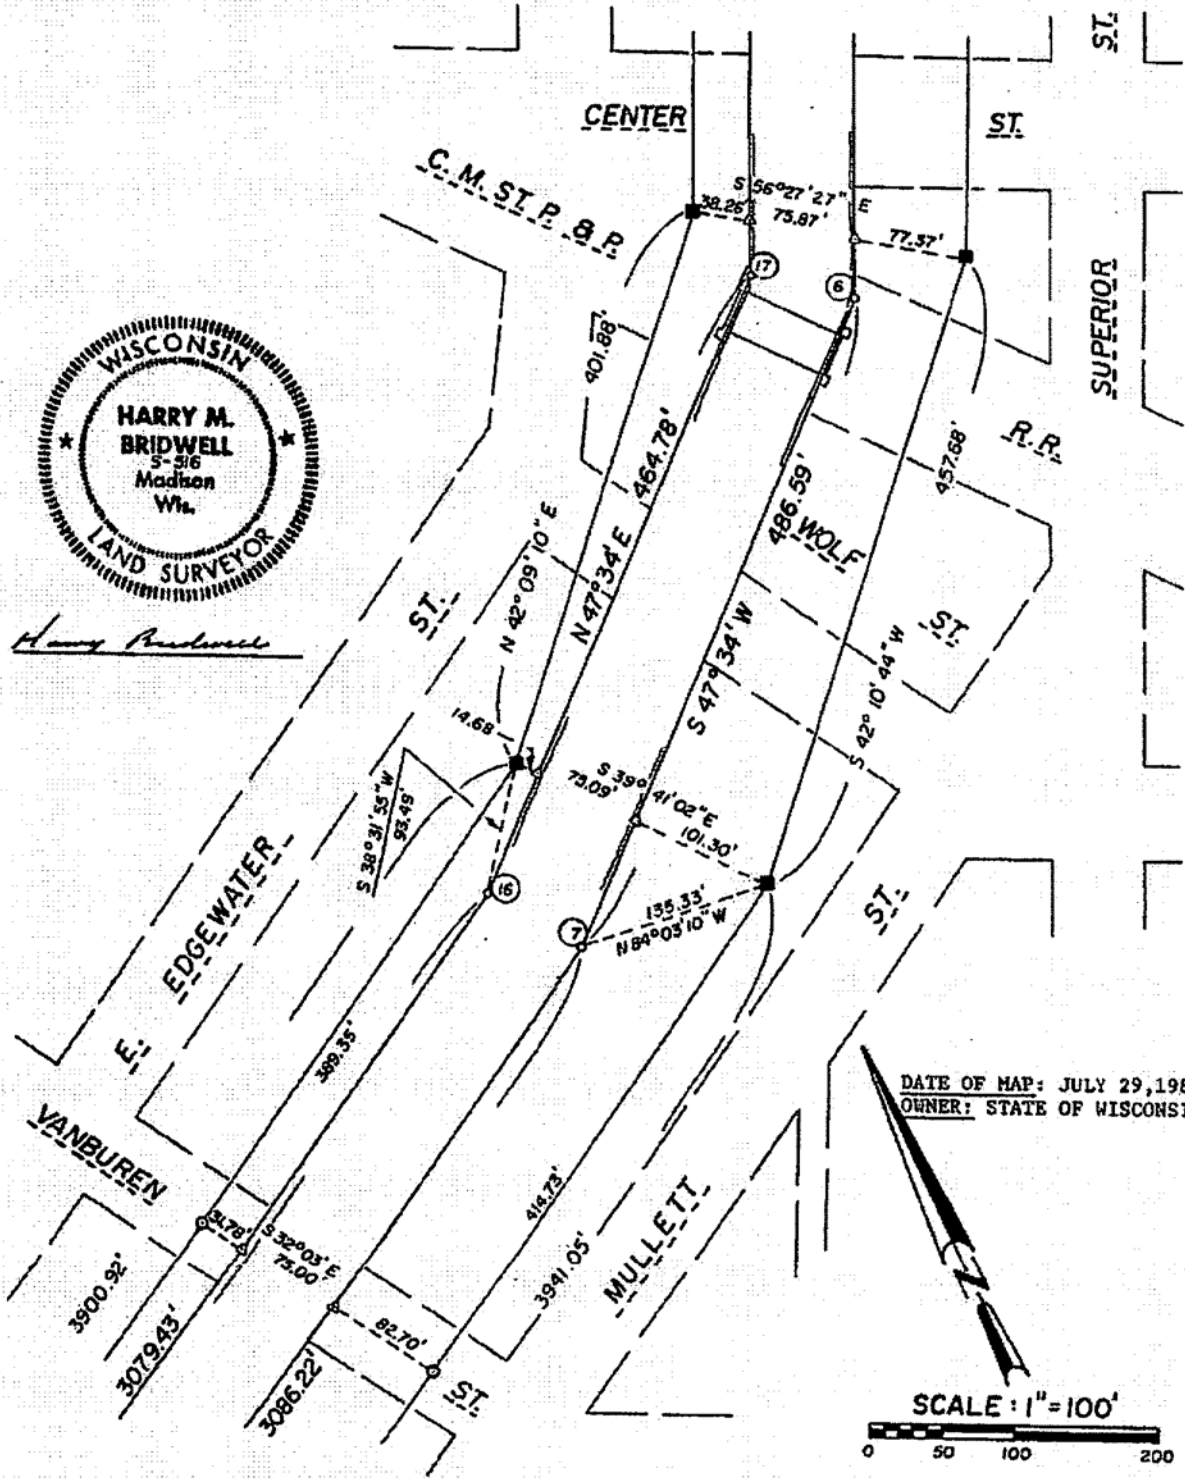 ST.
CENTER ST.
C. M. ST. P. & P.
S 56°27'27" E
38.26'
75.87'
77.37'
17
6
401.88'
SUPERIOR
WISCONSIN
HARRY M.
BRIDWELL
S-516
Madison
Wis.
LAND SURVEYOR
R.R.
464.78'
457.68'
486.59'
WOLF
ST.
N 42°09'10" E
N 47°34' E
ST.
S 47°34' W
S 42°10'44" W
14.68
S 39°41'02" E
75.09'
101.30'
S 38°31'55" W
93.49'
16
135.33'
N 84°03'10" W
7
ST.
EDGEWATER
E.
389.35'
DATE OF MAP: JULY 29,198
OWNER: STATE OF WISCONSI
VANBUREN
414.73'
MULLETT
31.78'
S 32°03' E
75.00'
3941.05'
3900.92'
3079.43'
82.70'
3086.22'
ST.
N
SCALE : 1"=100'
0 50 100 200